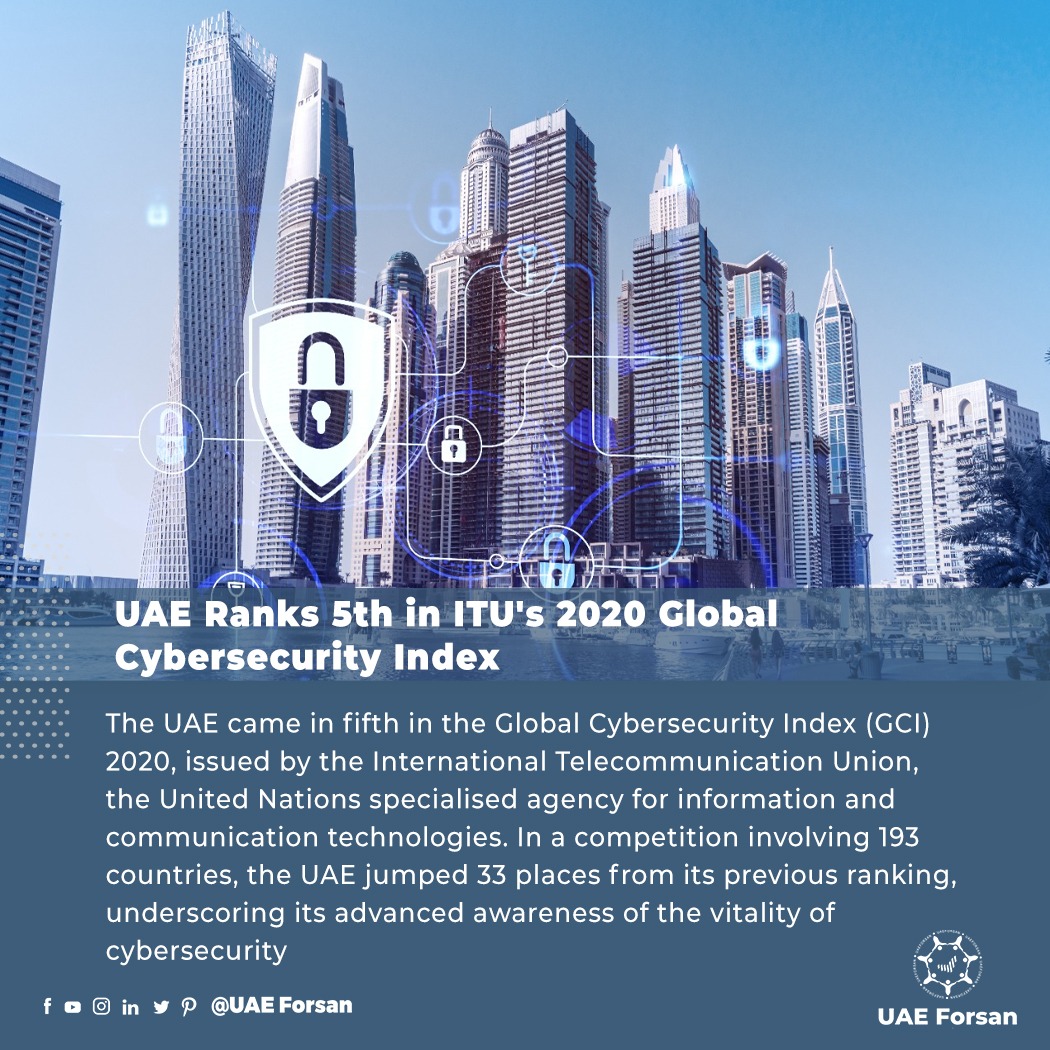 UAE Ranks 5th in ITU's 2020 Global
Cybersecurity Index
The UAE came in fifth in the Global Cybersecurity Index (GCI)
2020, issued by the International Telecommunication Union,
the United Nations specialised agency for information and
communication technologies. In a competition involving 193
countries, the UAE jumped 33 places from its previous ranking,
underscoring its advanced awareness of the vitality of
cybersecurity
@UAE Forsan
UAE Forsan